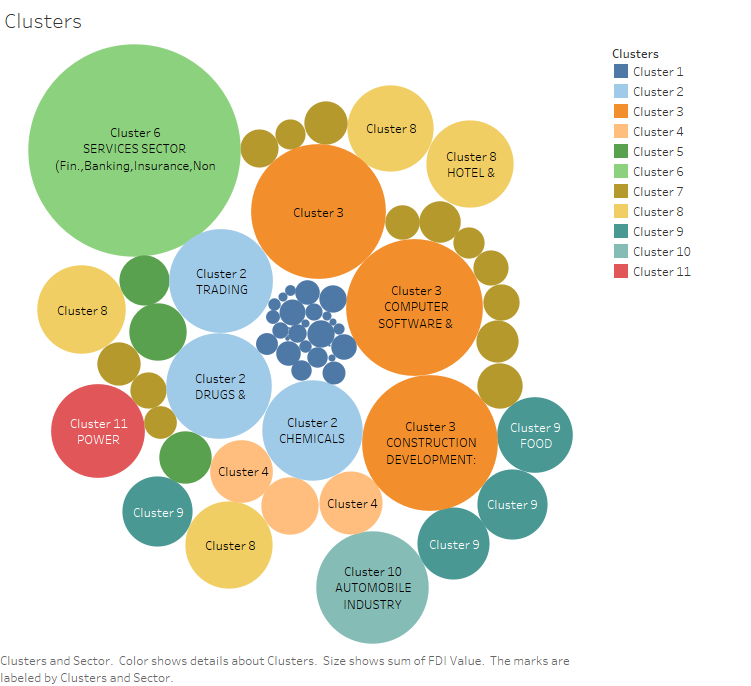 Clusters
Clusters
Cluster 1
Cluster 2
Cluster 3
Cluster 4
Cluster 5
Cluster 6
Cluster 7
Cluster 8
Cluster 9
Cluster 10
Cluster 11
Cluster 6
SERVICES SECTOR
(Fin.,Banking,Insurance,Non
Cluster 8
Cluster 8
HOTEL &
Cluster 3
Cluster 2
TRADING
Cluster 3
COMPUTER
SOFTWARE &
Cluster 8
Cluster 2
DRUGS &
Cluster 11
POWER
Cluster 2
CHEMICALS
Cluster 3
CONSTRUCTION
DEVELOPMENT:
Cluster 9
FOOD
Cluster 4
Cluster 4
Cluster 9
Cluster 9
Cluster 8
Cluster 9
Cluster 10
AUTOMOBILE
INDUSTRY
Clusters and Sector.  Color shows details about Clusters.  Size shows sum of FDI Value.  The marks are
labeled by Clusters and Sector.